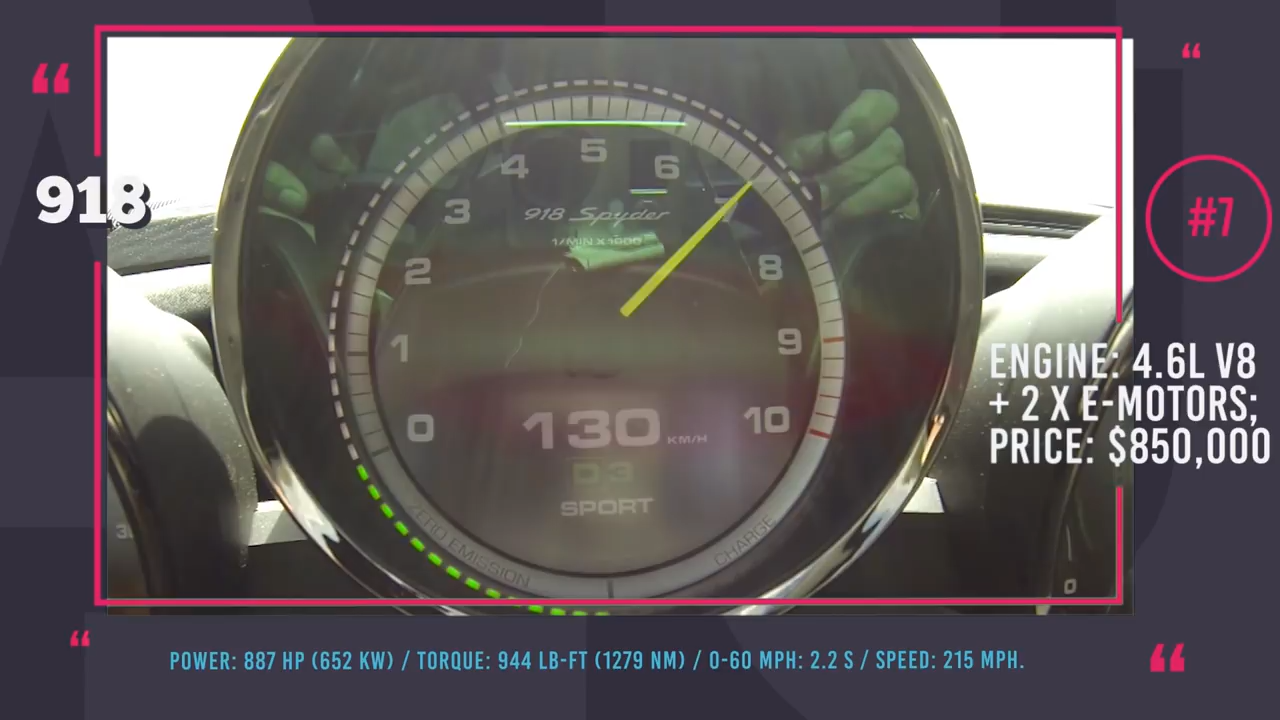 918
#7
4 5 6
3 7
918 Spyder
1/MIN X1000
2 8
1 9
0 10
130 KM/H
D3
SPORT
ZERO EMISSION
CHARGE
0
ENGINE: 4.6L V8
+ 2 X E-MOTORS;
PRICE: $850,000
POWER: 887 HP (652 KW) / TORQUE: 944 LB-FT (1279 NM) / 0-60 MPH: 2.2 S / SPEED: 215 MPH.